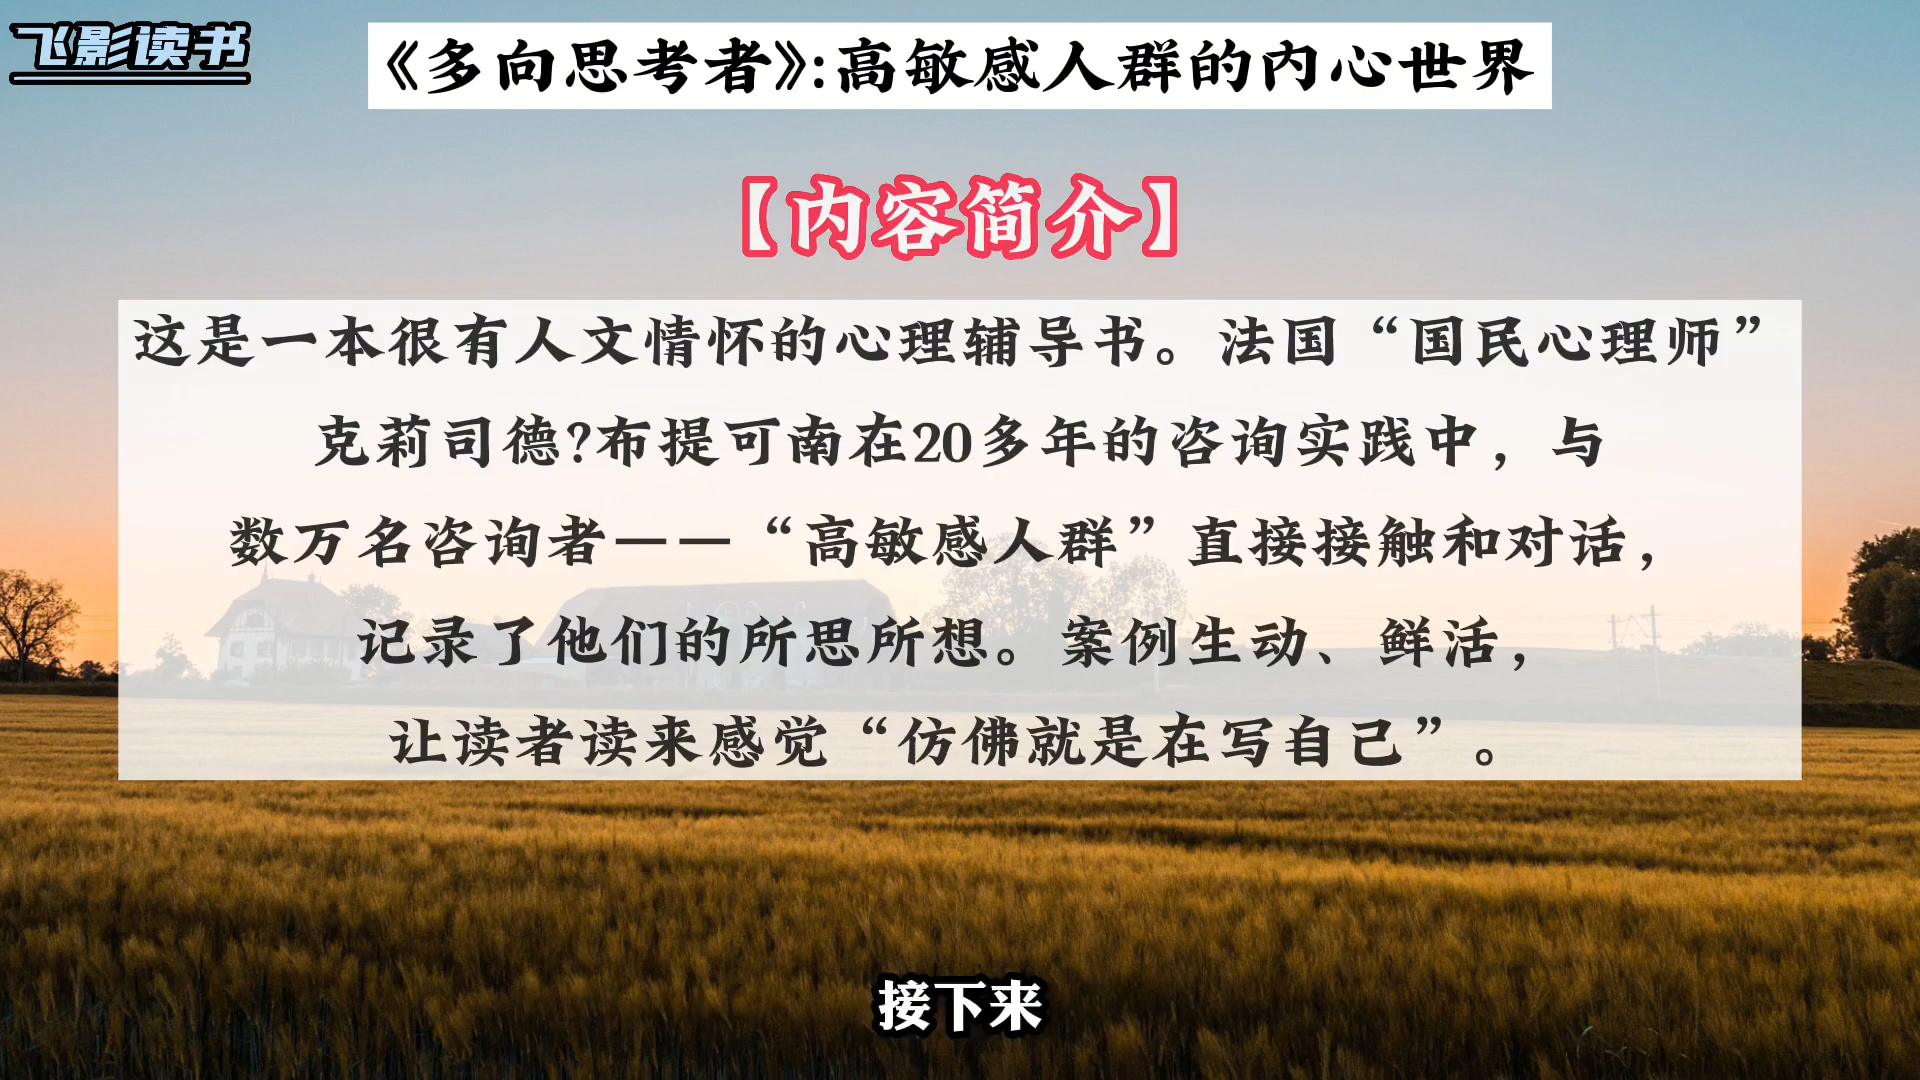 飞影读书
《多向思考者》:高敏感人群的内心世界
【内容简介】
这是一本很有人文情怀的心理辅导书。法国“国民心理师”
克莉司德?布提可南在20多年的咨询实践中，与
数万名咨询者——“高敏感人群”直接接触和对话，
记录了他们的所思所想。案例生动、鲜活，
让读者读来感觉“仿佛就是在写自己”。
接下来